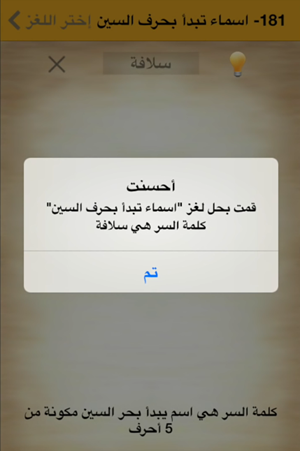 181- اسماء تبدأ بحرف السين إختر اللغز
سلافة
أحسنت
قمت بحل لغز "اسماء تبدأ بحرف السين"
كلمة السر هي سلافة
تم
كلمة السر هي اسم يبدأ بحر السين مكونة من
5 أحرف